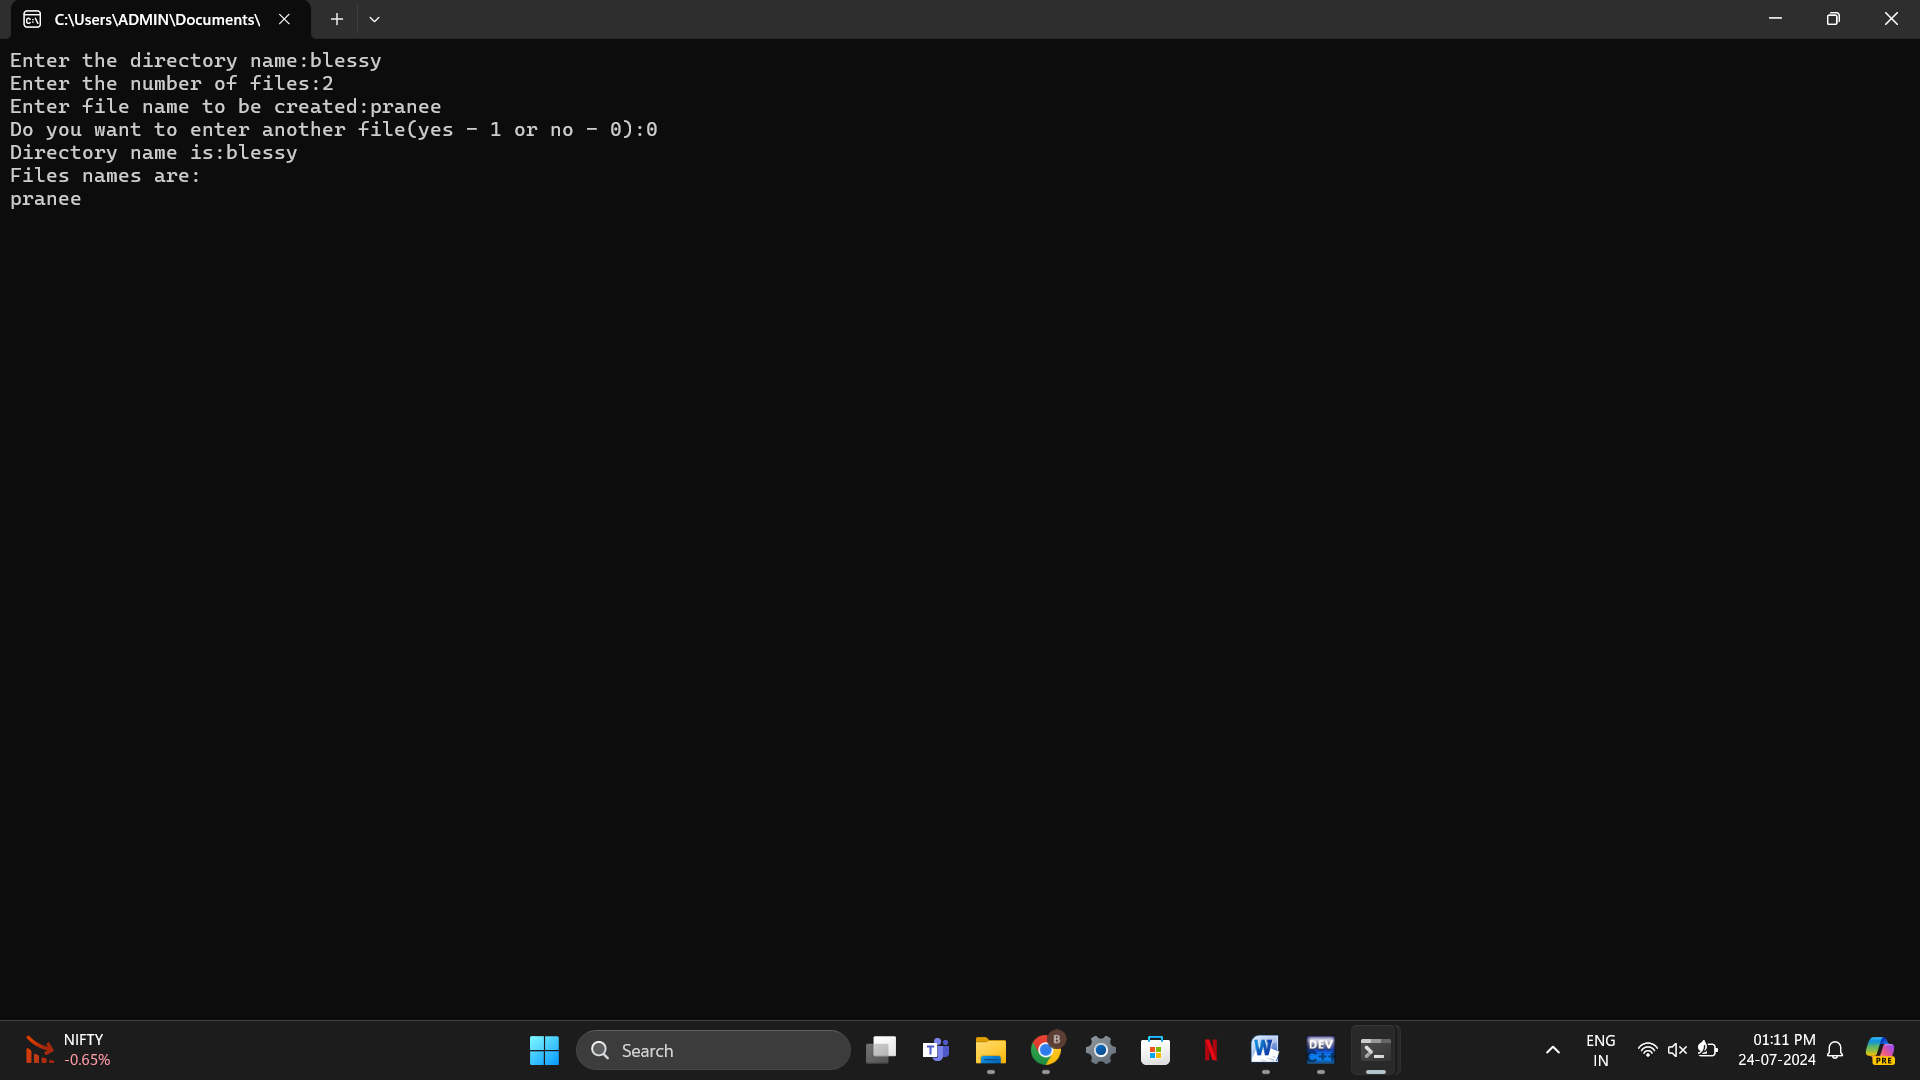 C:\Users\ADMIN\Documents\
Enter the directory name:blessy
Enter the number of files:2
Enter file name to be created:pranee
Do you want to enter another file(yes - 1 or no - 0):0
Directory name is:blessy
Files names are:
pranee
NIFTY
-0.65%
Search
B
T
N
W
DEV
C++
ENG
IN
01:11 PM
24-07-2024
PRE